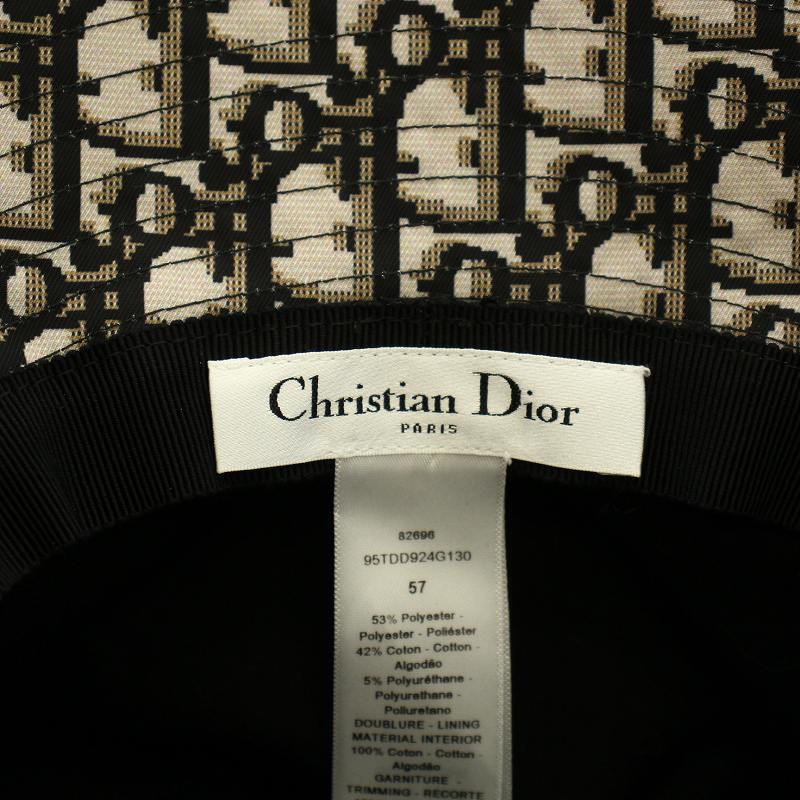 Christian Dior
PARIS
82696
95TDD924G130
57
53% Polyester -
Polyester - Poliéster
42% Coton - Cotton -
Algodão
5% Polyuréthane -
Polyurethane -
Poliuretano
DOUBLURE - LINING
MATERIAL INTERIOR
100% Coton - Cotton -
Algodão
GARNITURE -
TRIMMING - RECORTE